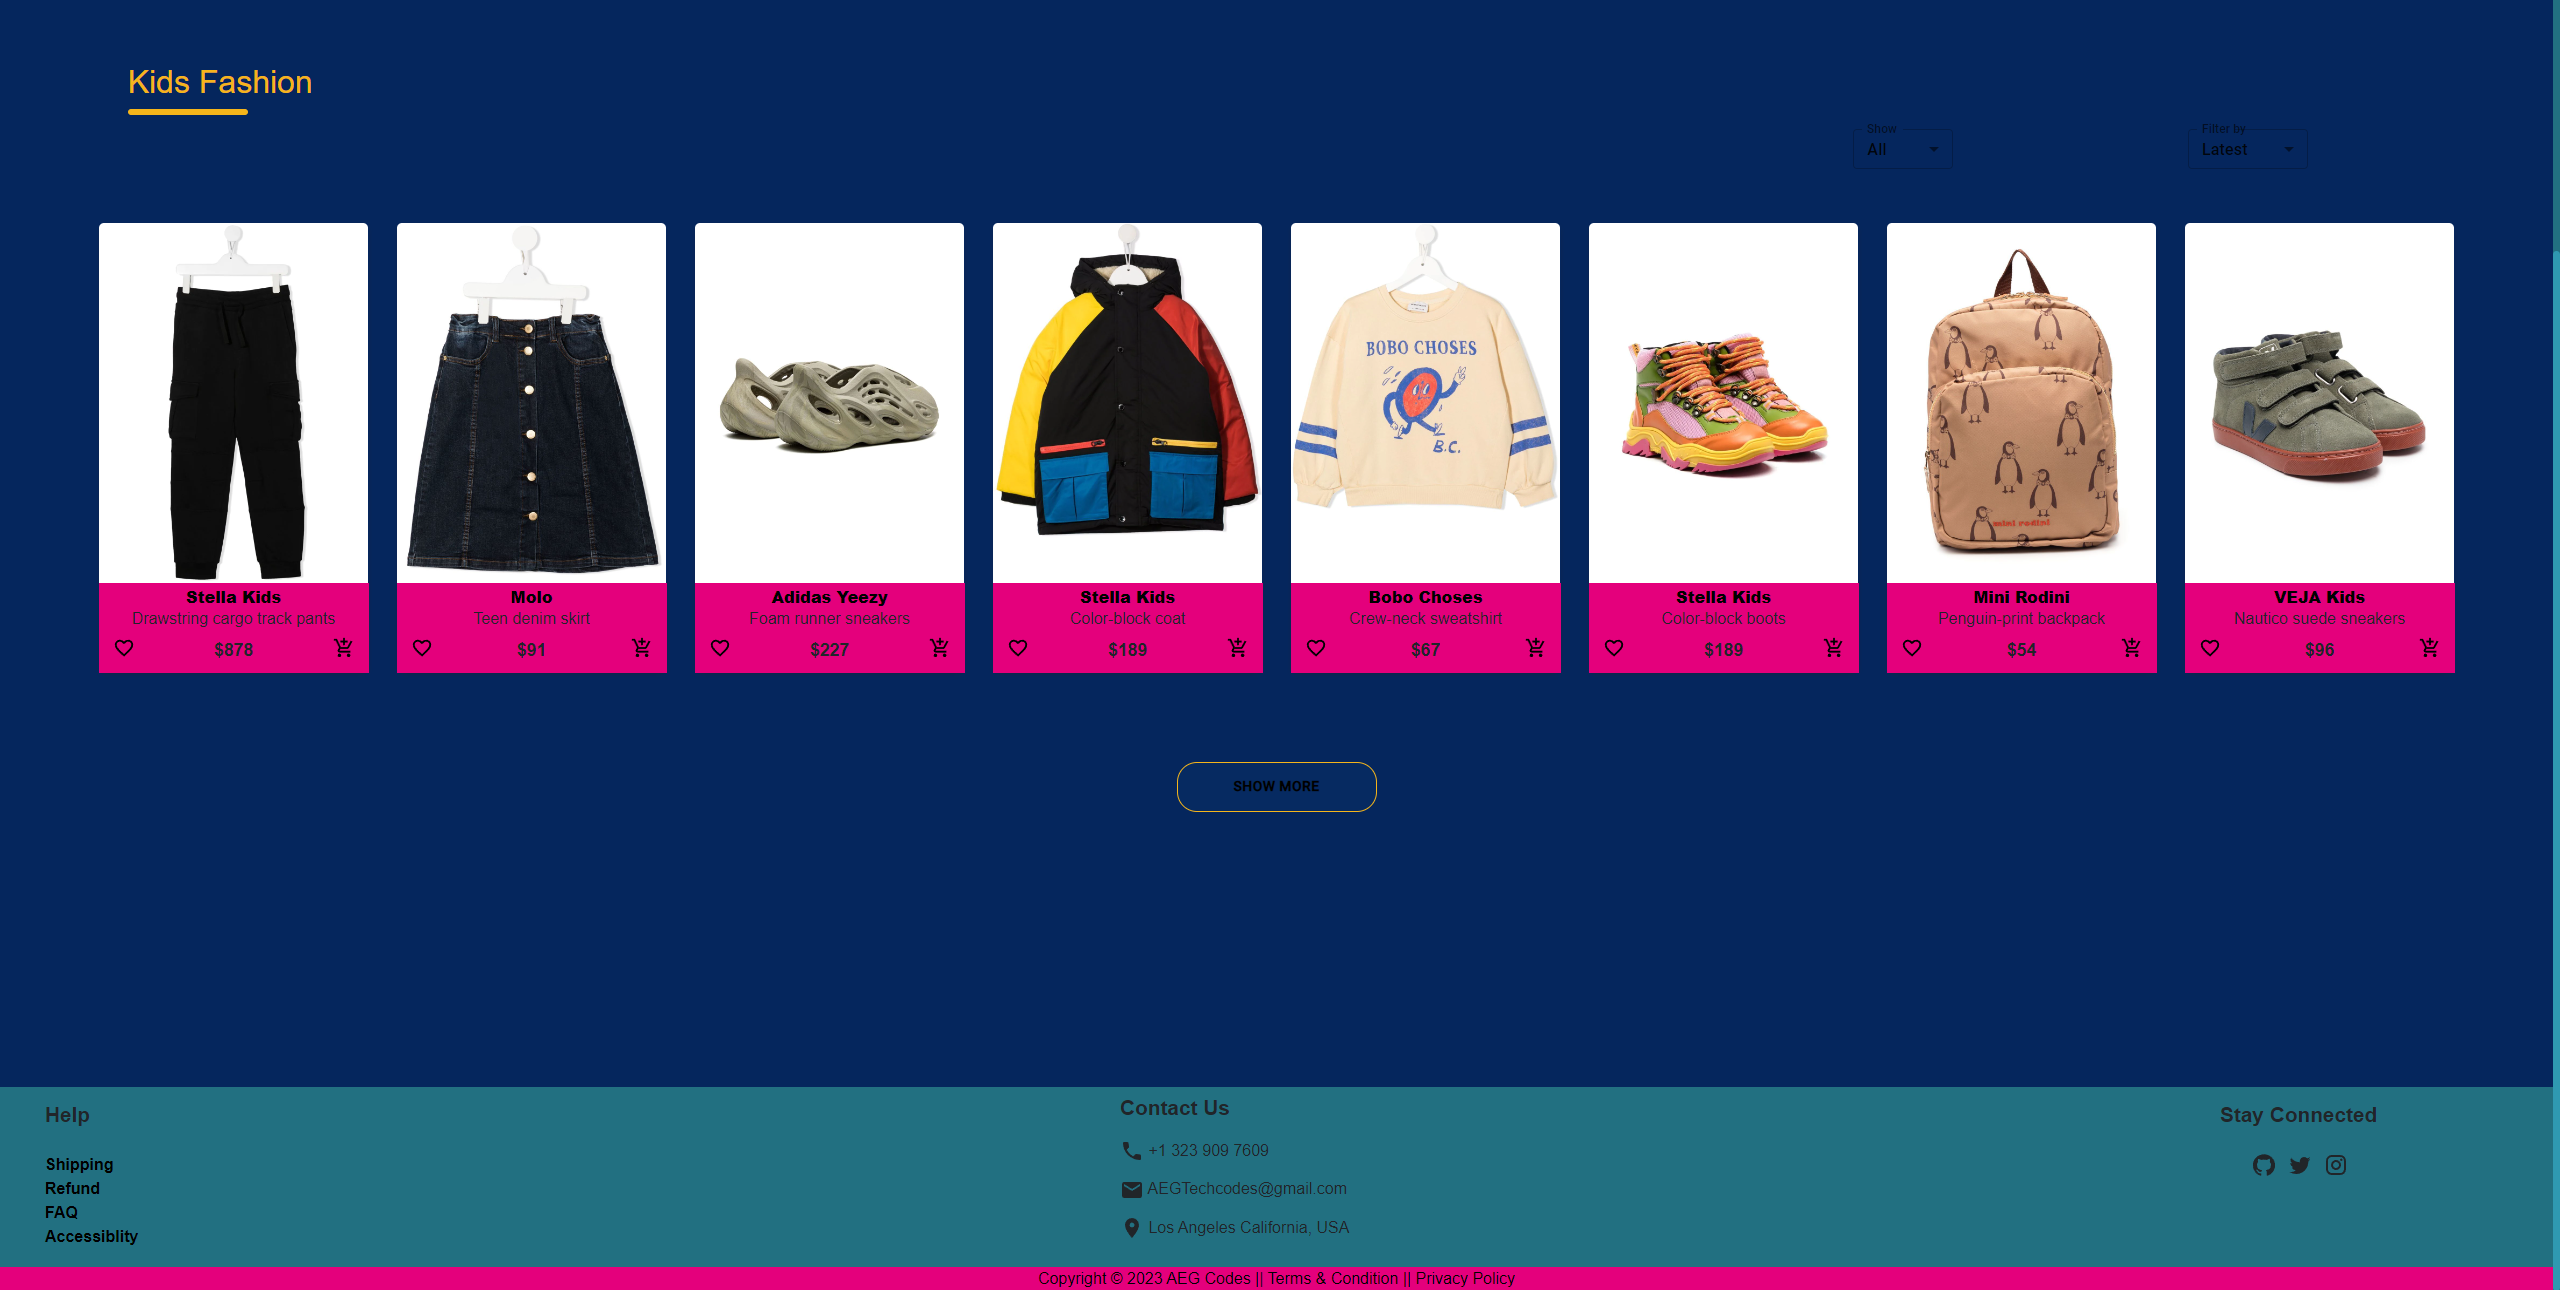 Kids Fashion
Show
All
Filter by
Latest
BOBO CHOSES
B.C.
mini rodini
Stella Kids
Drawstring cargo track pants
$878
Molo
Teen denim skirt
$91
Adidas Yeezy
Foam runner sneakers
$227
Stella Kids
Color-block coat
$189
Bobo Choses
Crew-neck sweatshirt
$67
Stella Kids
Color-block boots
$189
Mini Rodini
Penguin-print backpack
$54
VEJA Kids
Nautico suede sneakers
$96
SHOW MORE
Help
Shipping
Refund
FAQ
Accessiblity
Contact Us
+1 323 909 7609
AEGTechcodes@gmail.com
Los Angeles California, USA
Stay Connected
Copyright © 2023 AEG Codes || Terms & Condition || Privacy Policy